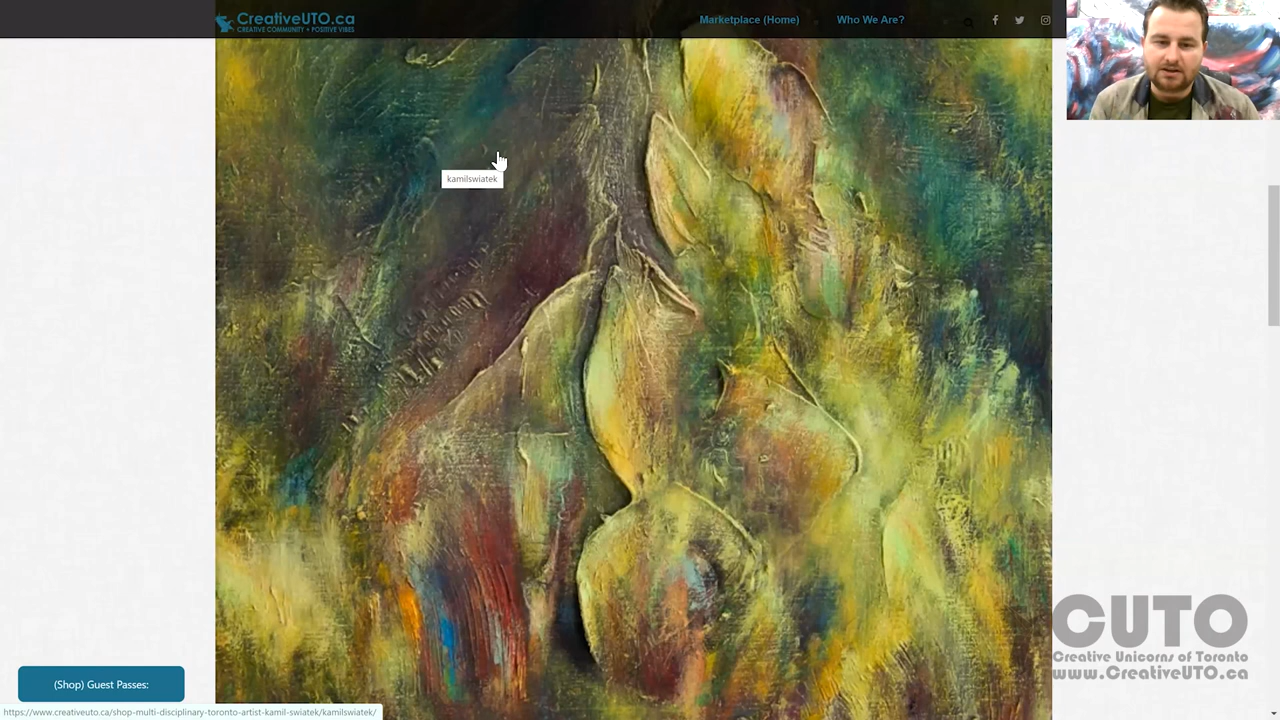 CreativeUTO.ca
CREATIVE COMMUNITY + POSITIVE VIBES
Marketplace (Home)
Who We Are?
kamilswiatek
CUTO
Creative Unicorns of Toronto
www.CreativeUTO.ca
(Shop) Guest Passes:
https://www.creativeuto.ca/shop-multi-disciplinary-toronto-artist-kamil-swiatek/kamilswiatek/